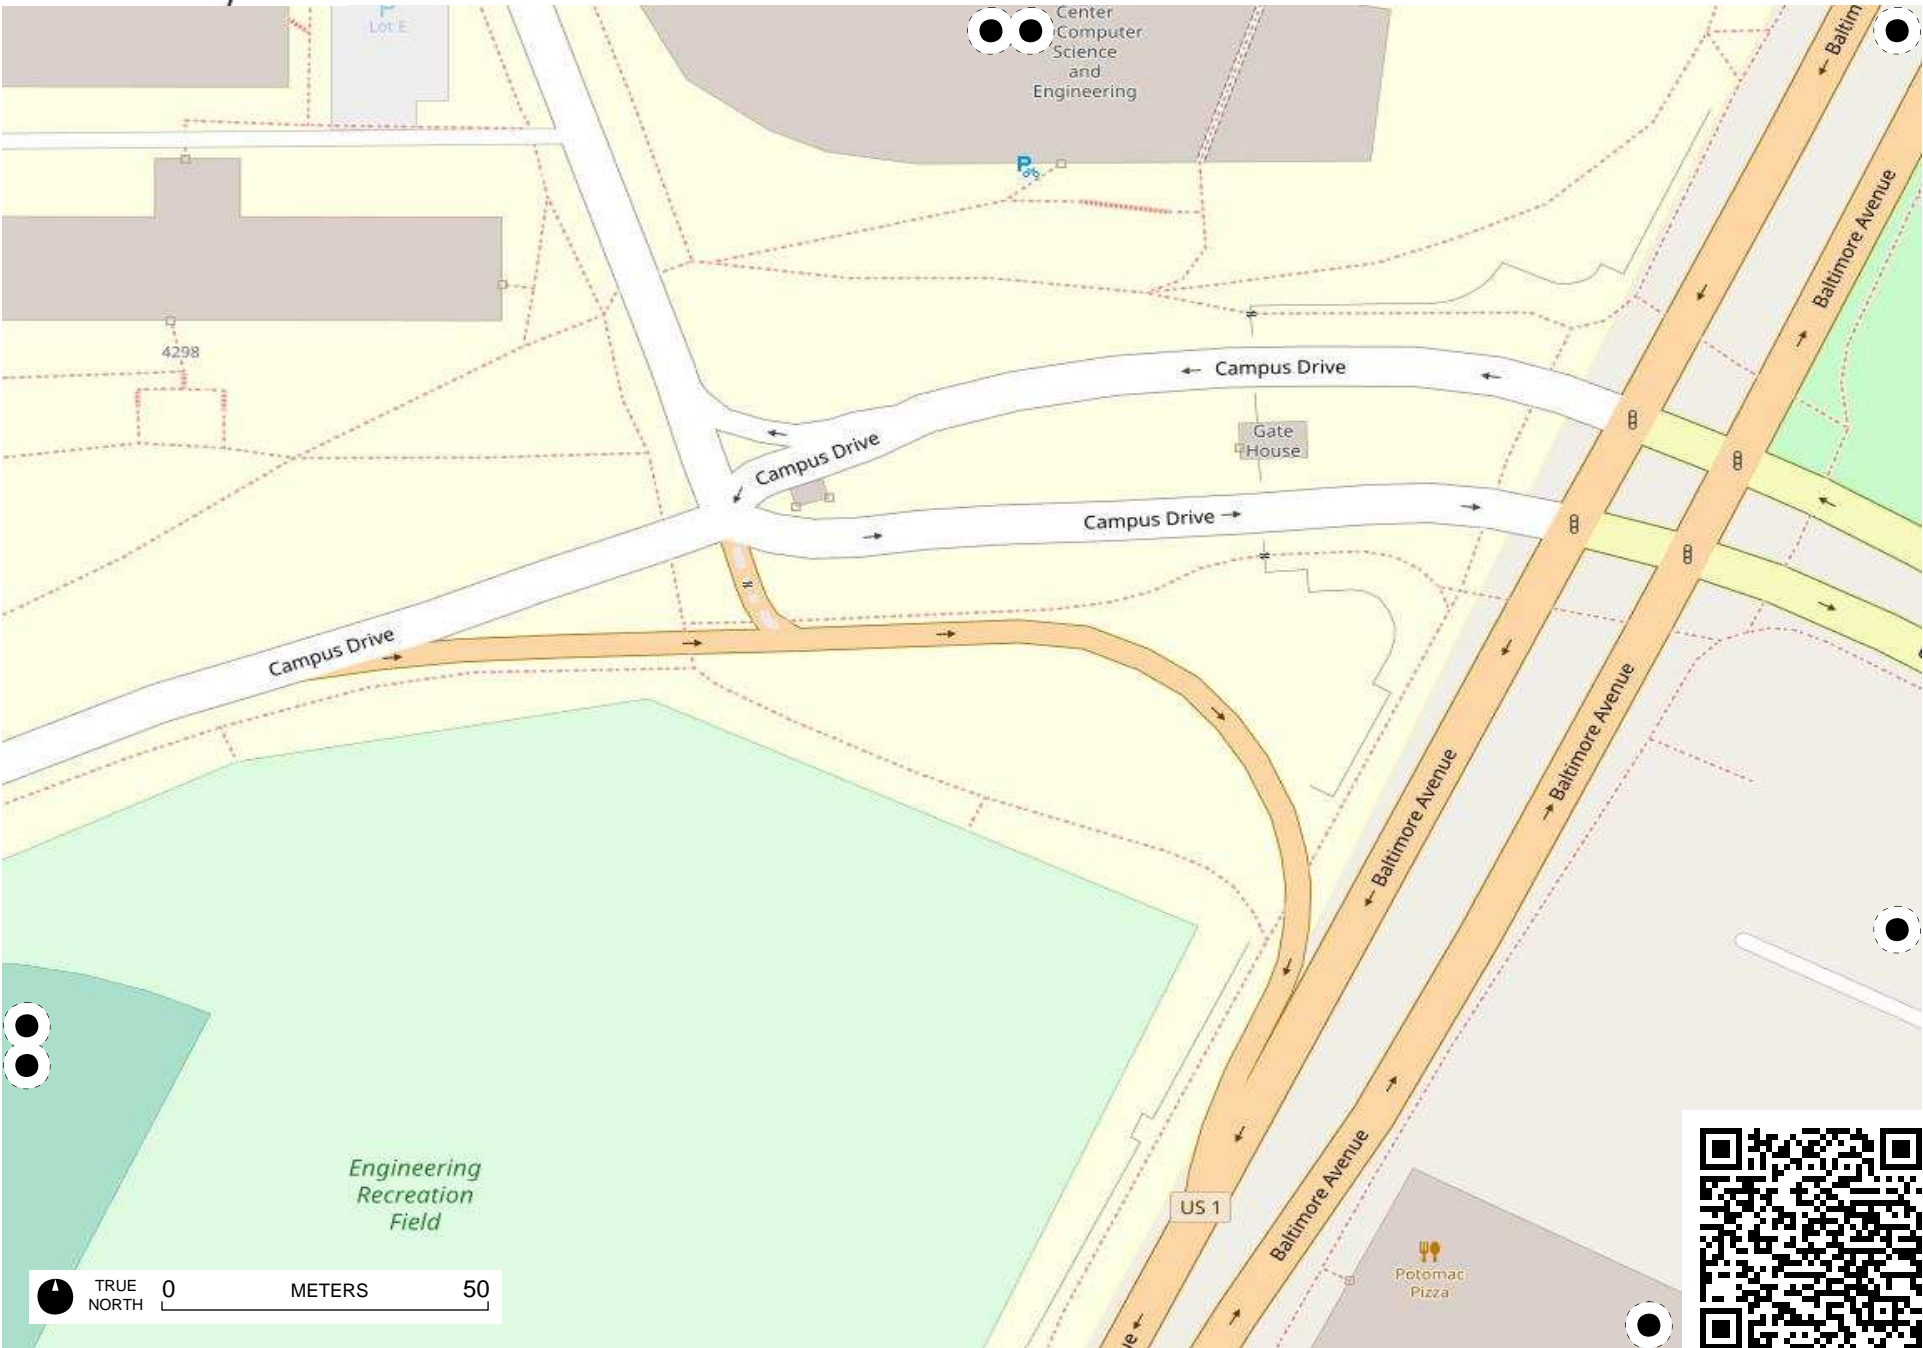 Lot E
Center
Computer
Science
and
Engineering
Baltimore Avenue
4298
Campus Drive
Gate
House
Campus Drive
Campus Drive
Campus Drive
Baltimore Avenue
Baltimore Avenue
Engineering
Recreation
Field
US 1
Baltimore Avenue
Potomac
Pizza
TRUE
NORTH
0 METERS 50